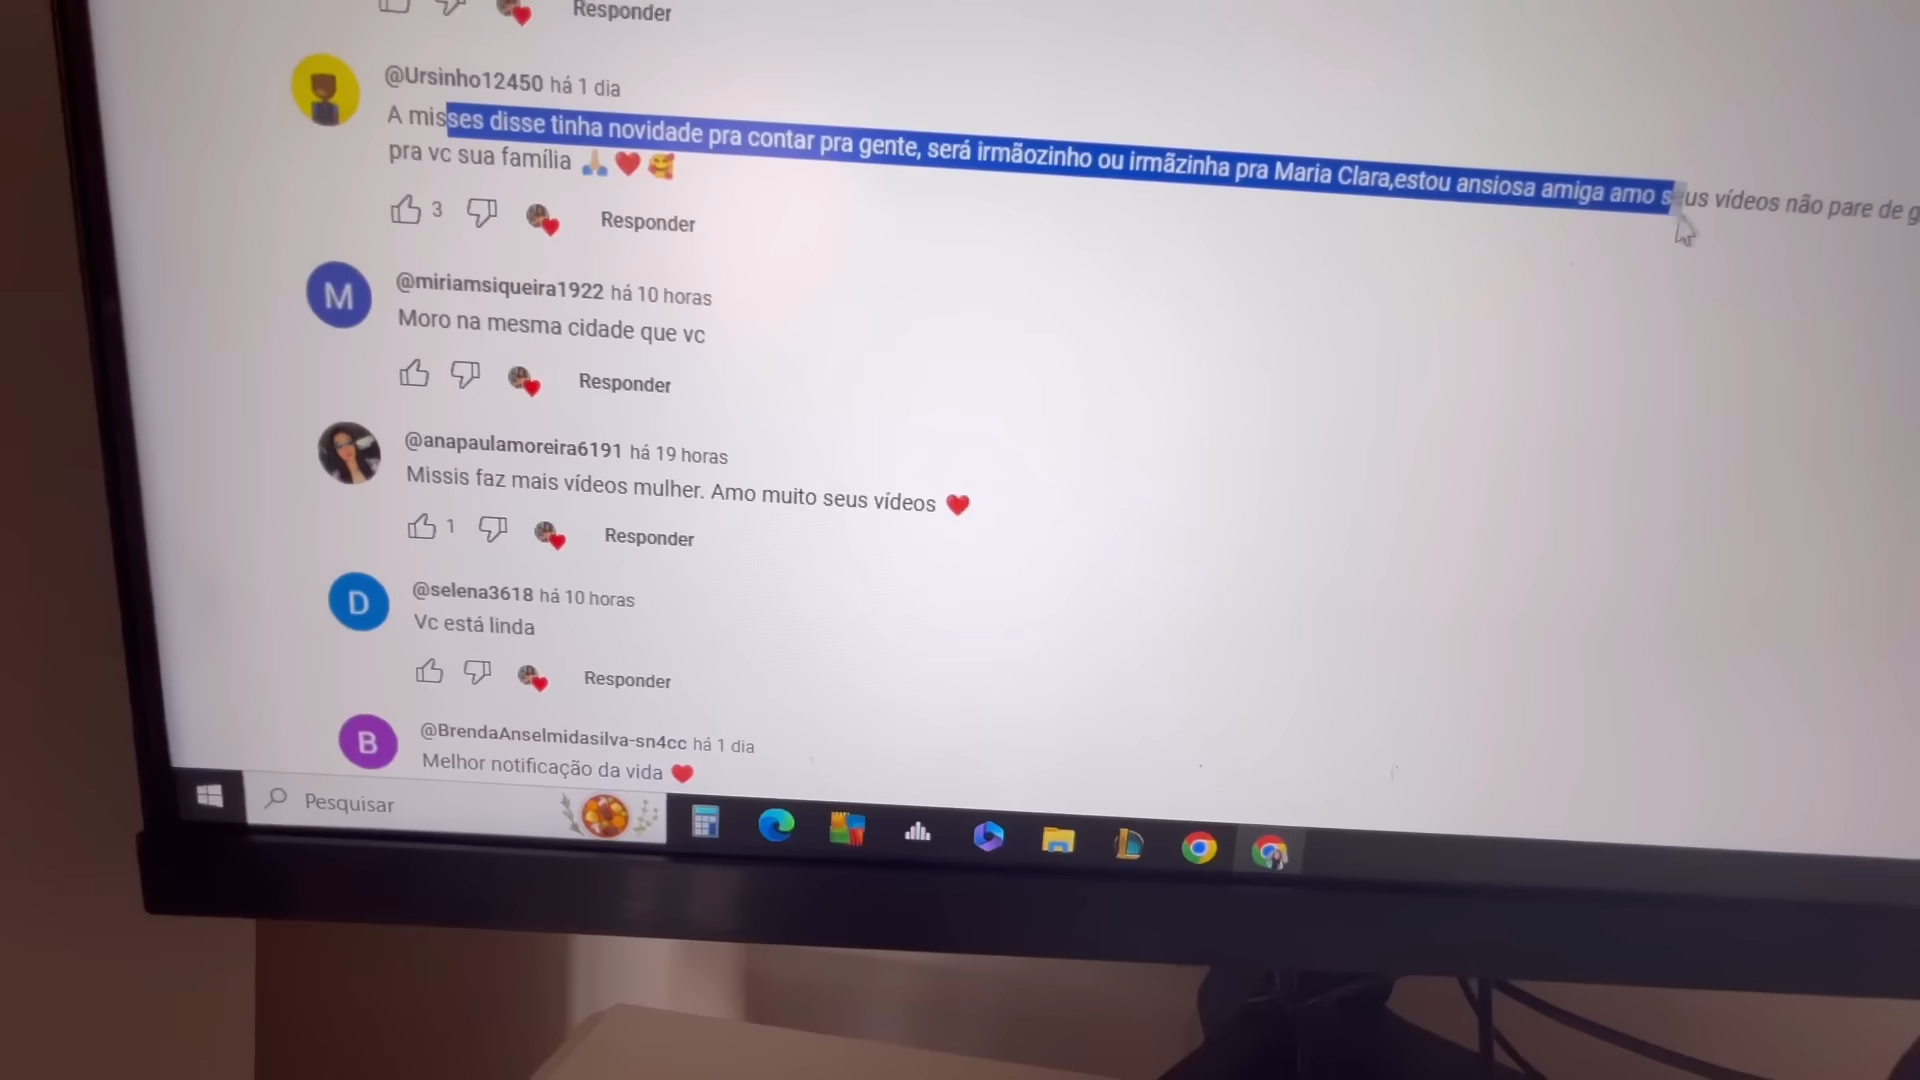 Responder
@Ursinho12450 há 1 dia
A misses disse tinha novidade pra contar pra gente, será irmãozinho ou irmãzinha pra Maria Clara,estou ansiosa amiga amo seus vídeos não pare de g
pra vc sua família 🙏 ❤️ 🥰
3 Responder
M
@miriamsiqueira1922 há 10 horas
Moro na mesma cidade que vc
Responder
@anapaulamoreira6191 há 19 horas
Missis faz mais vídeos mulher. Amo muito seus vídeos ❤️
1 Responder
D
@selena3618 há 10 horas
Vc está linda
Responder
B
@BrendaAnselmidasilva-sn4cc há 1 dia
Melhor notificação da vida ❤️
Pesquisar